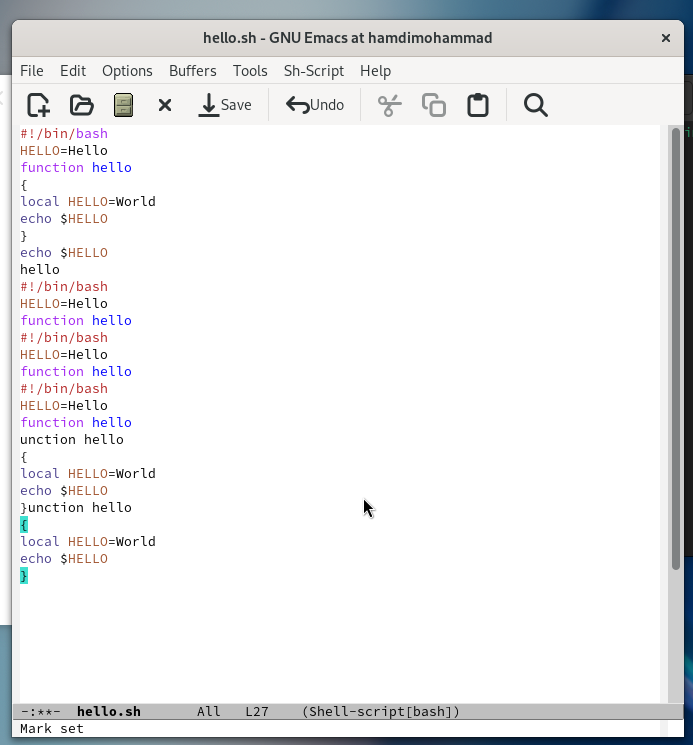 hello.sh - GNU Emacs at hamdimohammad
File Edit Options Buffers Tools Sh-Script Help
Save Undo
#!/bin/bash
HELLO=Hello
function hello
{
local HELLO=World
echo $HELLO
}
echo $HELLO
hello
#!/bin/bash
HELLO=Hello
function hello
#!/bin/bash
HELLO=Hello
function hello
#!/bin/bash
HELLO=Hello
function hello
unction hello
{
local HELLO=World
echo $HELLO
}unction hello
{
local HELLO=World
echo $HELLO
}
-:**- hello.sh All L27 (Shell-script[bash])
Mark set